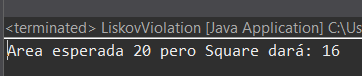 <terminated> LiskovViolation [Java Application] C:\Us
Area esperada 20 pero Square dará: 16